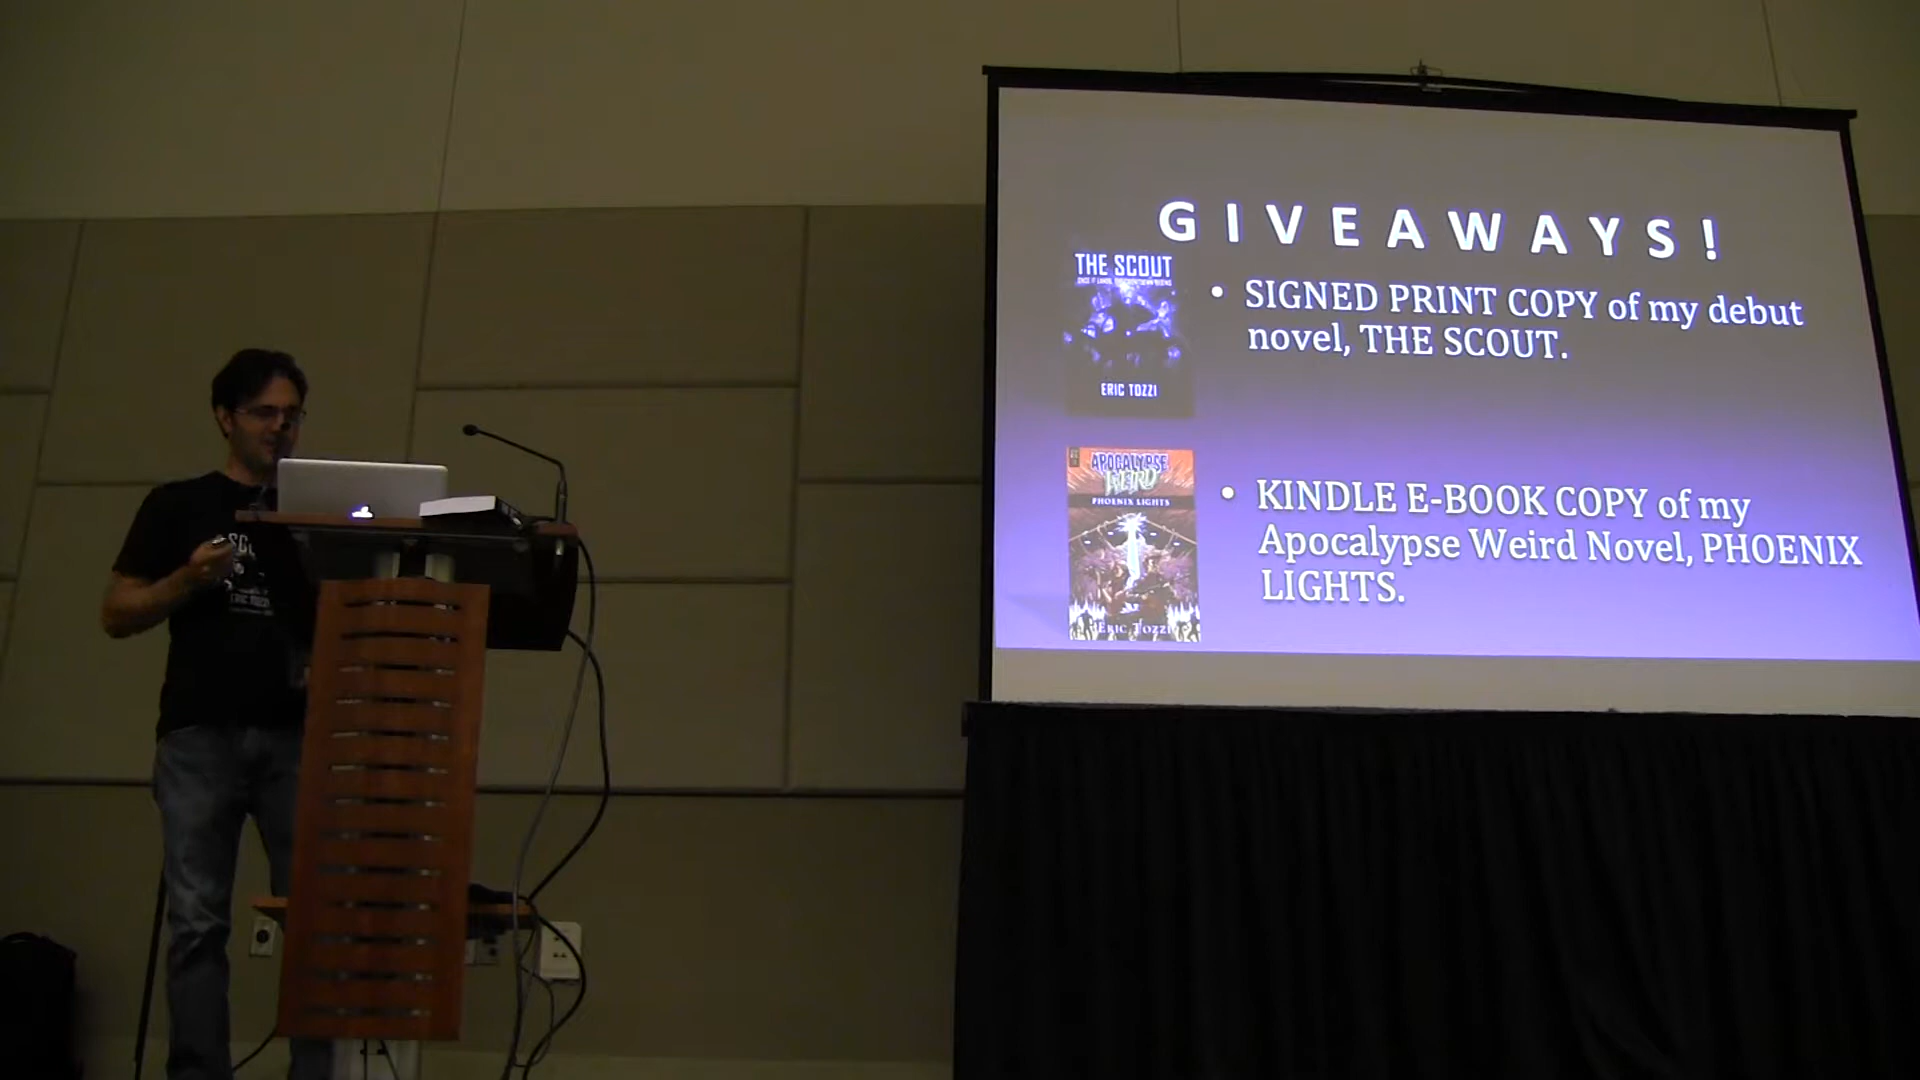 GIVEAWAYS!
THE SCOUT
• SIGNED PRINT COPY of my debut
novel, THE SCOUT.
ERIC TOZZI
APOCALYPSE
WEIRD
PHOENIX LIGHTS
• KINDLE E-BOOK COPY of my
Apocalypse Weird Novel, PHOENIX
LIGHTS.
ERIC TOZZI